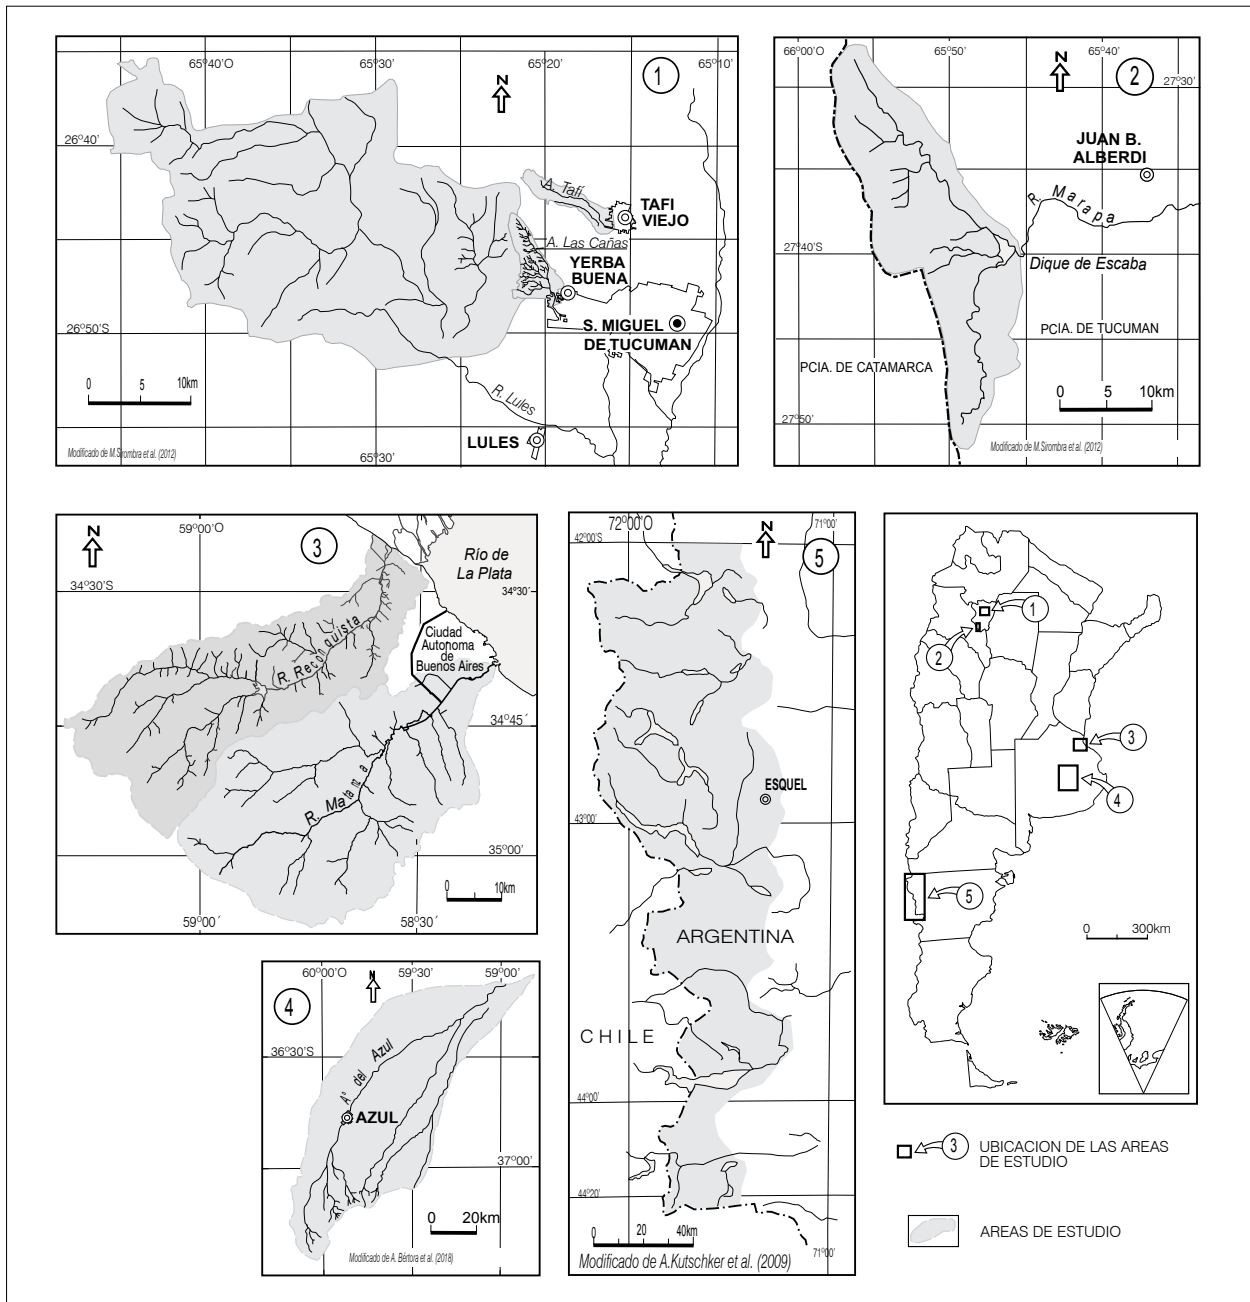 65°40'O
65°30'
65°20'
65°10'
N
1
26°40'
A. Tafí
TAFI
VIEJO
A. Las Cañas
YERBA
BUENA
26°50'S
S. MIGUEL
DE TUCUMAN
0 5 10km
R. Lules
LULES
Modificado de M.Sirombra et al. (2012)
65°30'
66°00'O
65°50'
65°40'
N
2
27°30'
JUAN B.
ALBERDI
R. Marapa
27°40'S
Dique de Escaba
PCIA. DE TUCUMAN
PCIA. DE CATAMARCA
0 5 10km
27°50'
Modificado de M.Sirombra et al. (2012)
59°00'O
N
3
Río de
La Plata
34°30'S
34°30'
Ciudad
Autonoma
de
Buenos Aires
R. Reconquista
34°45'
R. Matanza
35°00'
0 10km
59°00'
58°30'
60°00'O
59°30'
59°00'
N
4
36°30'S
A° del Azul
AZUL
37°00'
0 20km
Modificado de A. Bértora et al. (2018)
72°00'O
71°00'
42°00'S
N
5
ESQUEL
43°00'
ARGENTINA
CHILE
44°00'
44°20'
0 20 40km
71°00'
Modificado de A.Kutschker et al. (2009)
1
2
3
4
5
0 300km
3
UBICACION DE LAS AREAS
DE ESTUDIO
AREAS DE ESTUDIO